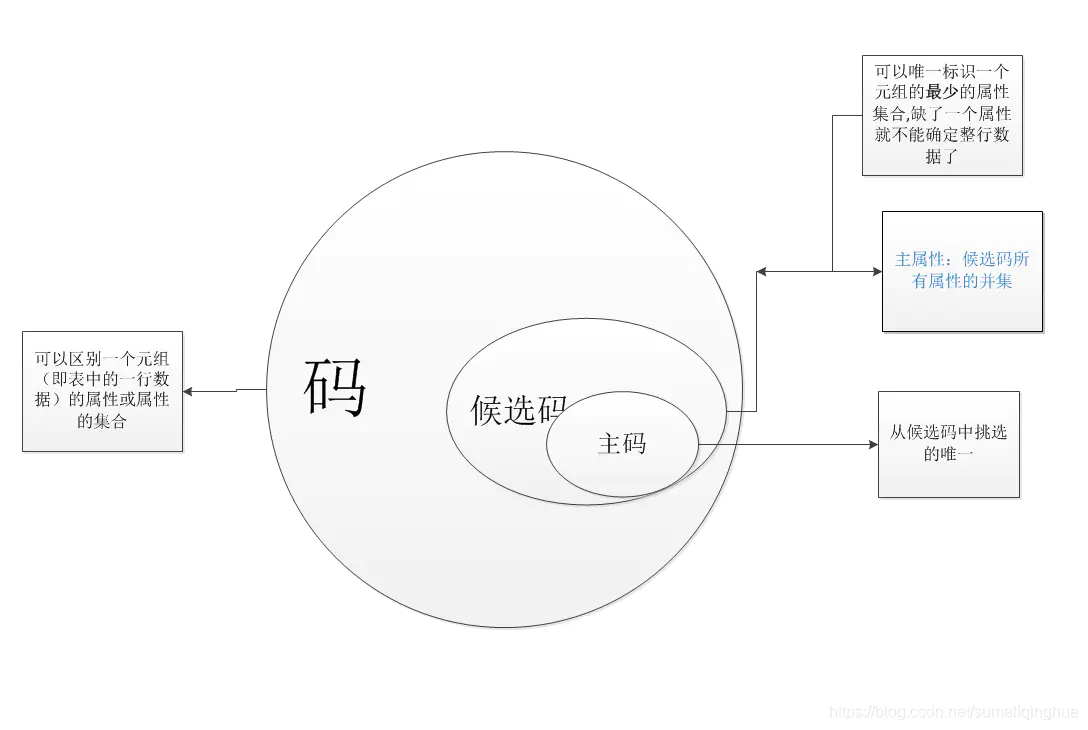 可以唯一标识一个
元组的最少的属性
集合,缺了一个属性
就不能确定整行数
据了
主属性：候选码所
有属性的并集
可以区别一个元组
（即表中的一行数
据）的属性或属性
的集合
码
候选码
主码
从候选码中挑选
的唯一
https://blog.csdn.net/sumaliqinghua